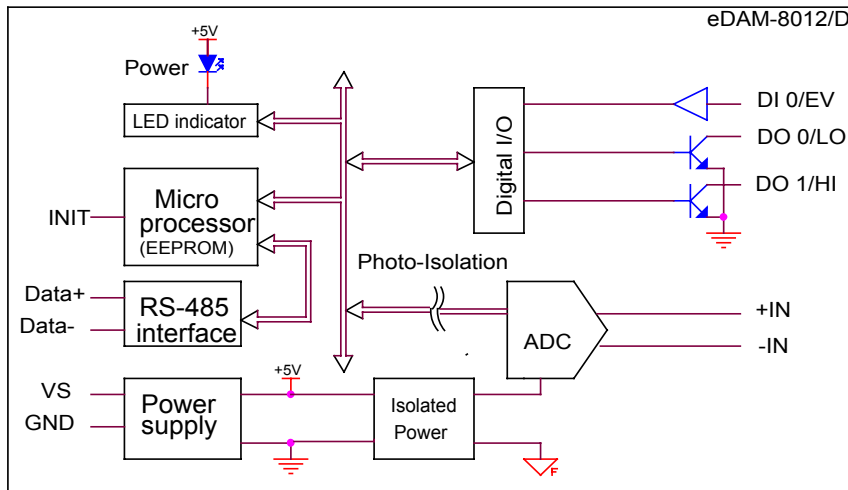 eDAM-8012/D
+5V
Power
LED indicator
DI 0/EV
DO 0/LO
DO 1/HI
Digital I/O
Micro
processor
(EEPROM)
INIT
Photo-Isolation
Data+
Data-
RS-485
interface
ADC
+IN
-IN
+5V
VS
GND
Power
supply
Isolated
Power
F